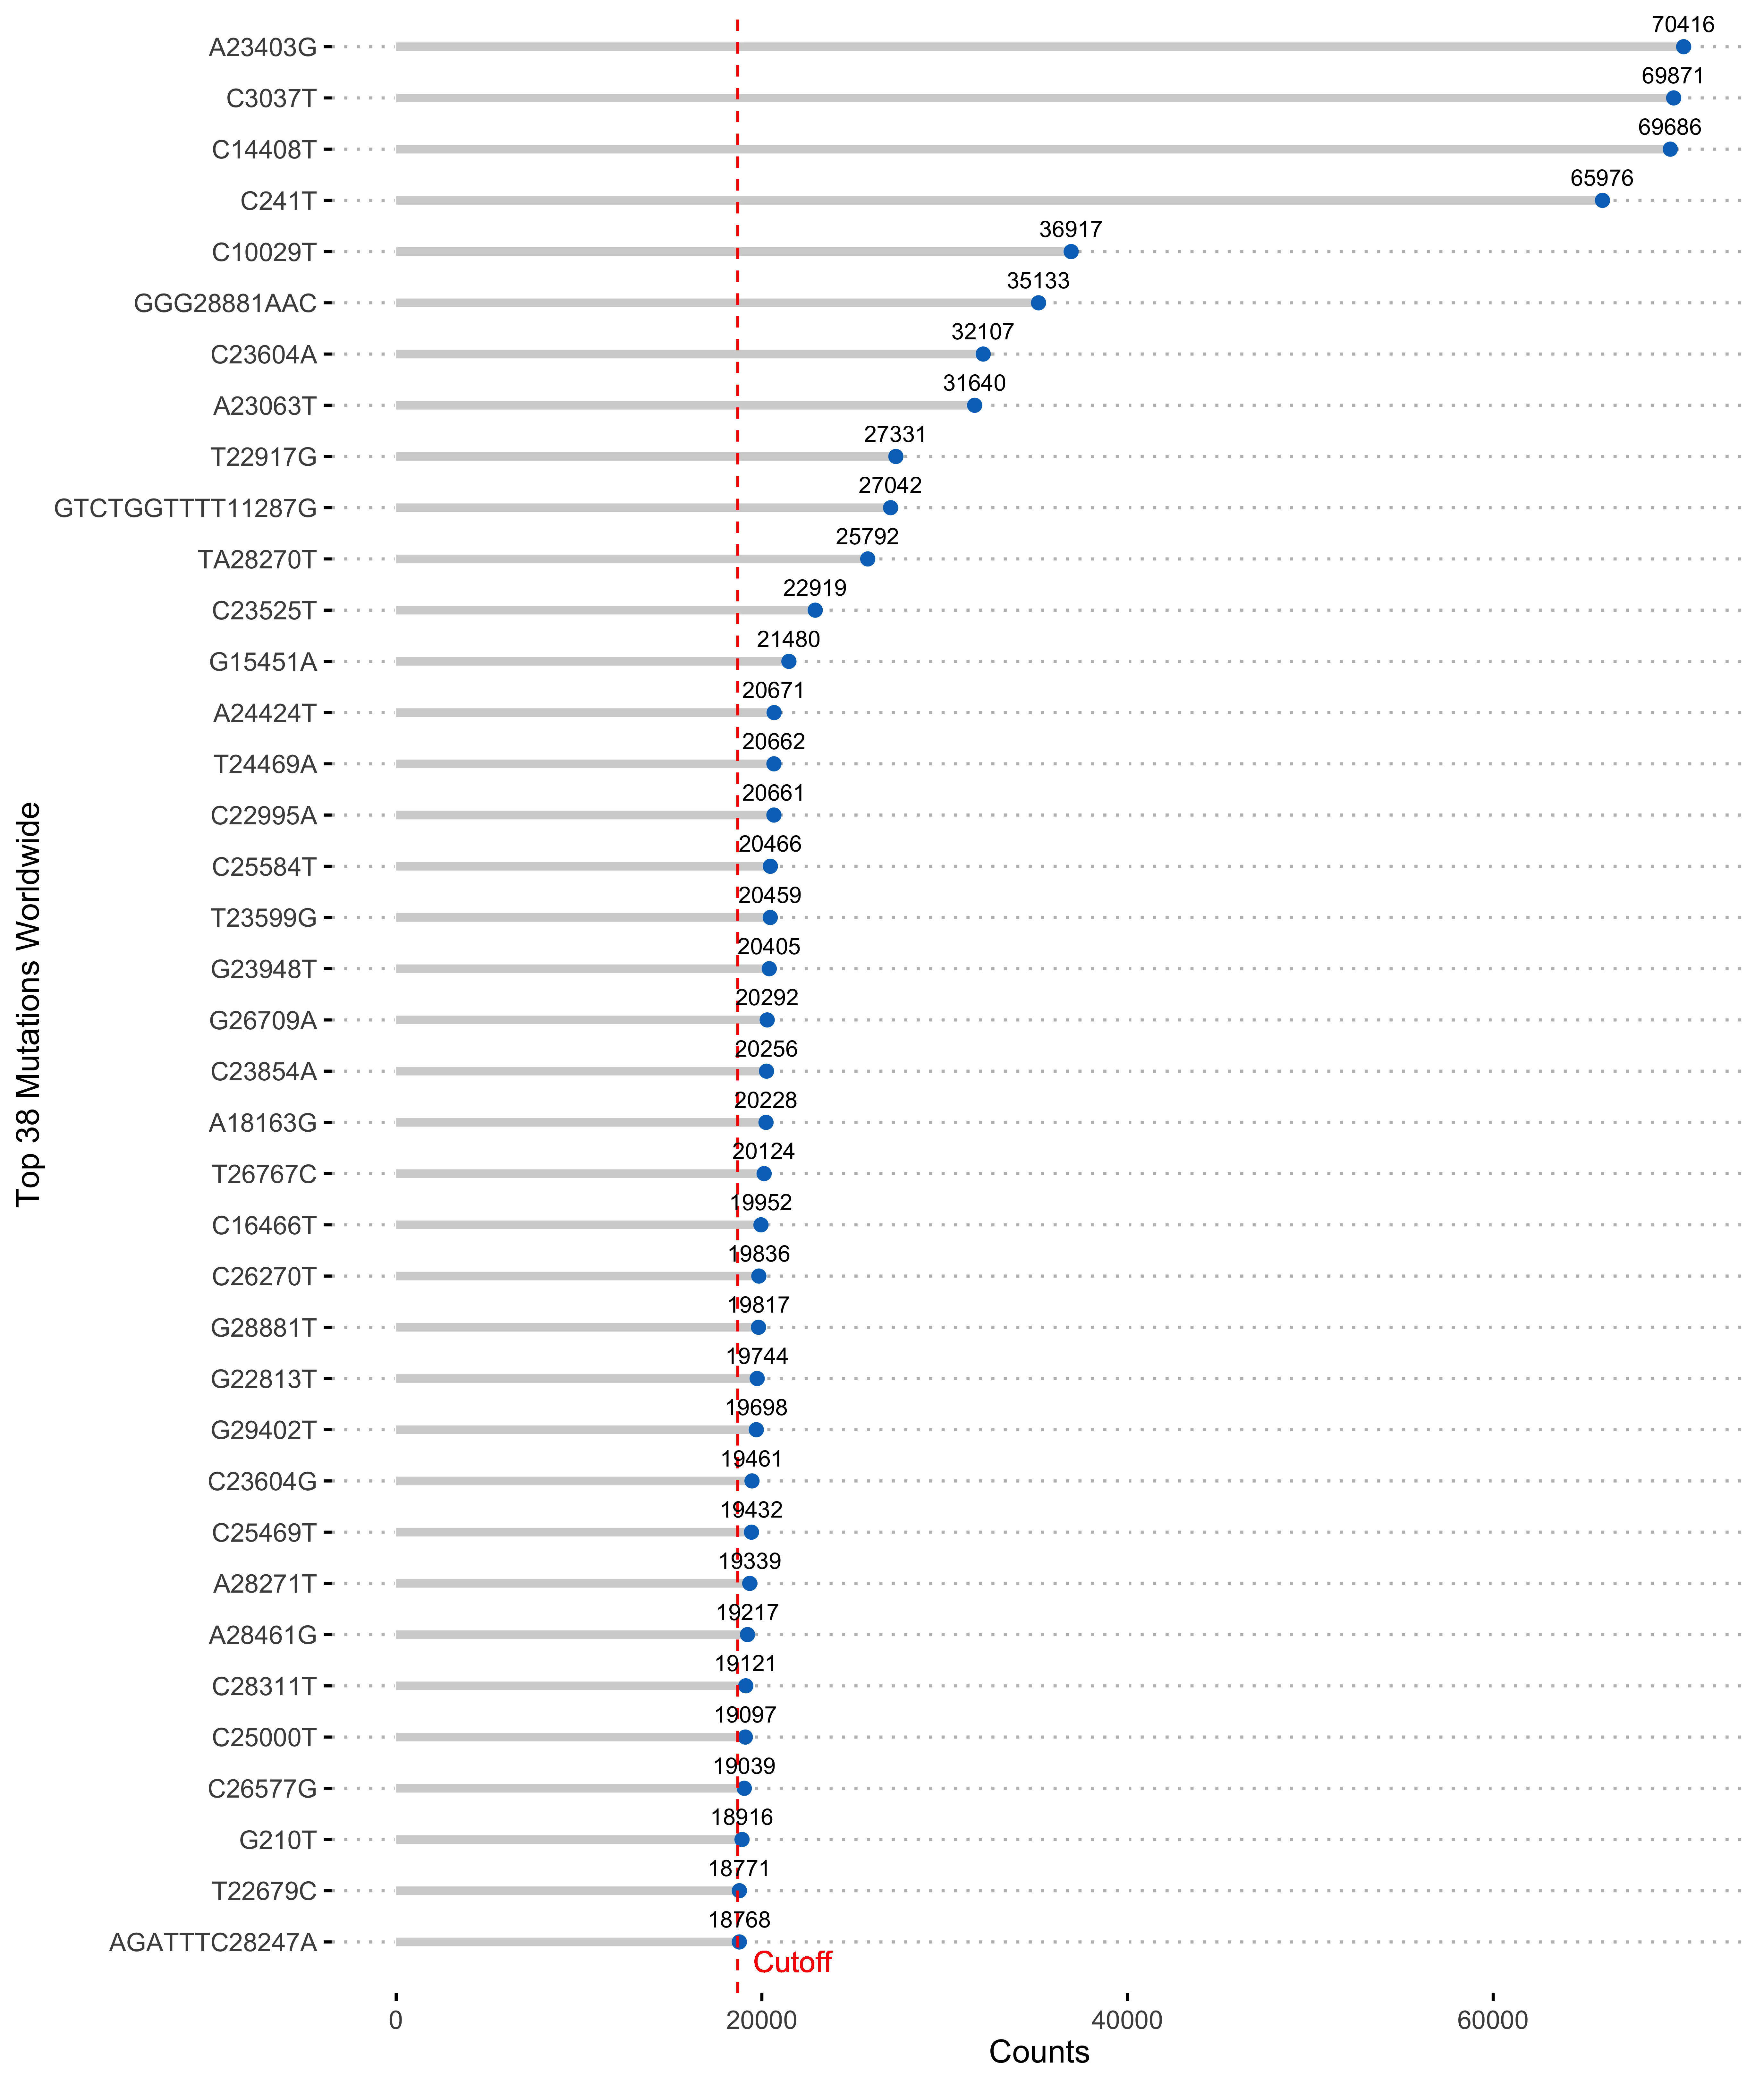 A23403G 70416
C3037T 69871
C14408T 69686
C241T 65976
C10029T 36917
GGG28881AAC 35133
C23604A 32107
A23063T 31640
T22917G 27331
GTCTGGTTTT11287G 27042
TA28270T 25792
C23525T 22919
G15451A 21480
A24424T 20671
T24469A 20662
C22995A 20661
C25584T 20466
T23599G 20459
G23948T 20405
G26709A 20292
C23854A 20256
A18163G 20228
T26767C 20124
C16466T 19952
C26270T 19836
G28881T 19817
G22813T 19744
G29402T 19698
C23604G 19461
C25469T 19432
A28271T 19339
A28461G 19217
C28311T 19121
C25000T 19097
C26577G 19039
G210T 18916
T22679C 18771
AGATTTC28247A 18768
Cutoff
0 20000 40000 60000
Counts
Top 38 Mutations Worldwide